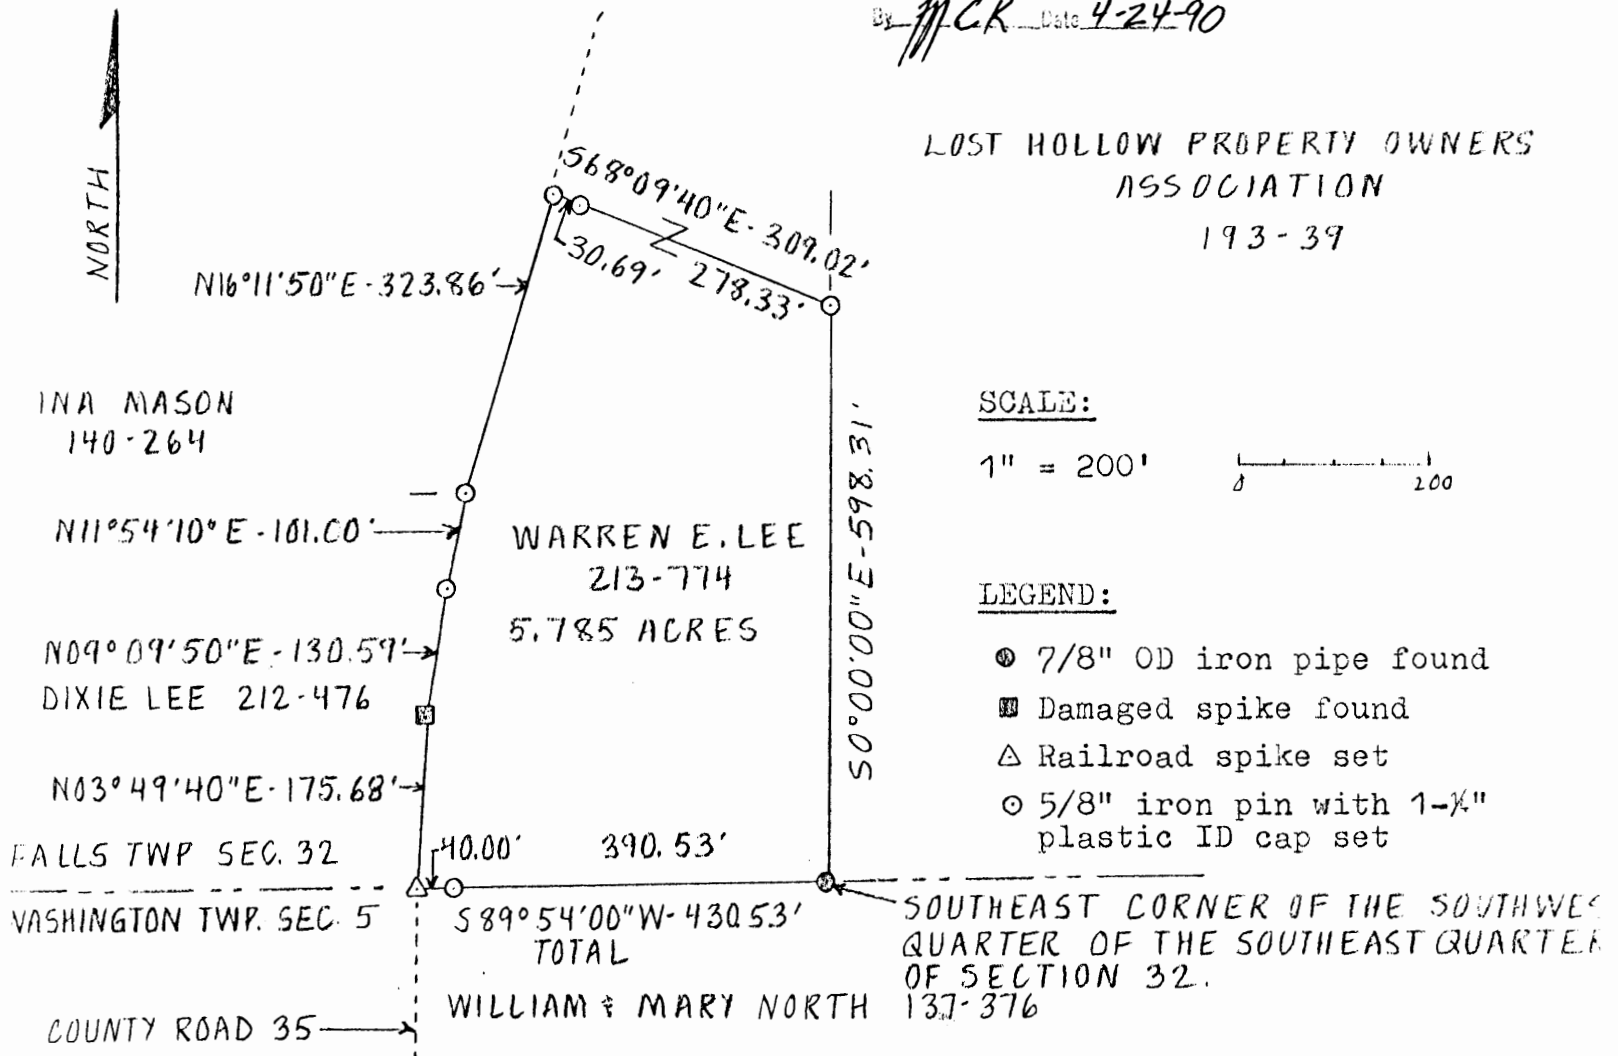 By MCR Date 4-24-90
NORTH
LOST HOLLOW PROPERTY OWNERS
ASSOCIATION
193-39
S68°09'40"E- 309.02'
30.69'
278.33'
N16°11'50"E-323.86'
INA MASON
140-264
SCALE:
1" = 200'
0 200
N11°54'10"E-101.00'
WARREN E. LEE
213-774
5.785 ACRES
S0°00'00"E-598.31'
LEGEND:
7/8" OD iron pipe found
Damaged spike found
Railroad spike set
5/8" iron pin with 1-¼"
plastic ID cap set
N09°09'50"E-130.59'
DIXIE LEE 212-476
N03°49'40"E-175.68'
FALLS TWP SEC. 32
40.00'
390.53'
WASHINGTON TWP. SEC. 5
S89°54'00"W-430.53'
TOTAL
SOUTHEAST CORNER OF THE SOUTHWES
QUARTER OF THE SOUTHEAST QUARTER
OF SECTION 32.
WILLIAM & MARY NORTH 137-376
COUNTY ROAD 35